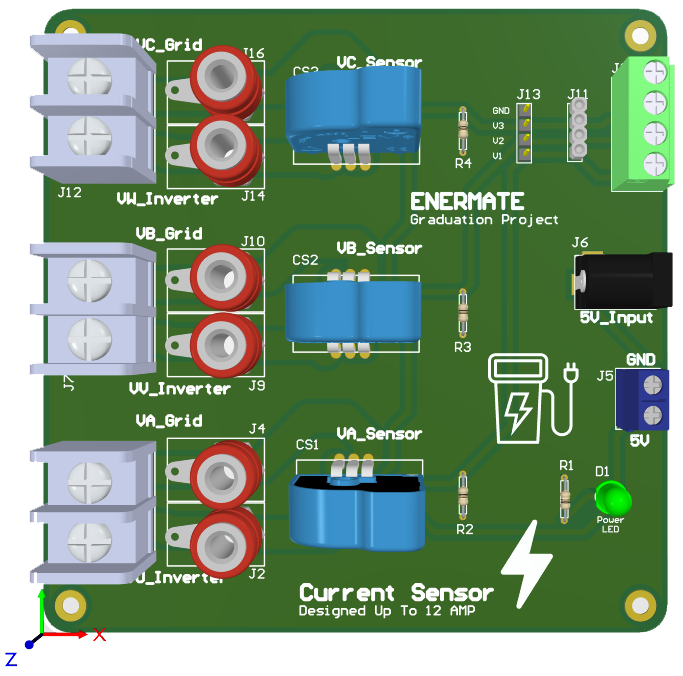 VC_Grid
J16
VC_Sensor
J12
VW_Inverter
J14
R4
J13
GND
V3
V2
V1
J11
ENERMATE
Graduation Project
VB_Grid
J10
CS2
VB_Sensor
J6
5V_Input
J7
VV_Inverter
J9
R3
GND
J5
5V
VA_Grid
J4
CS1
VA_Sensor
R2
R1
D1
Power
LED
J2
Current Sensor
Designed Up To 12 AMP
X
Z